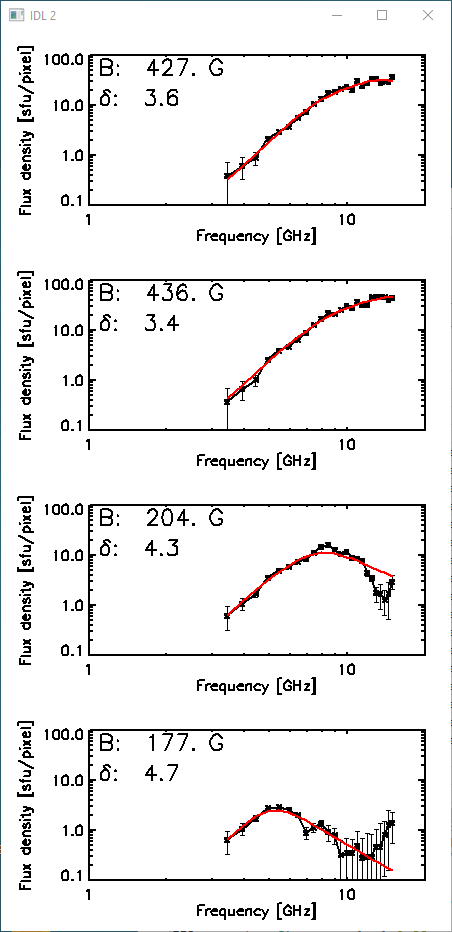 IDL 2
Flux density [sfu/pixel]
100.0
10.0
1.0
0.1
B: 427. G
δ: 3.6
1
10
Frequency [GHz]
Flux density [sfu/pixel]
100.0
10.0
1.0
0.1
B: 436. G
δ: 3.4
1
10
Frequency [GHz]
Flux density [sfu/pixel]
100.0
10.0
1.0
0.1
B: 204. G
δ: 4.3
1
10
Frequency [GHz]
Flux density [sfu/pixel]
100.0
10.0
1.0
0.1
B: 177. G
δ: 4.7
1
10
Frequency [GHz]